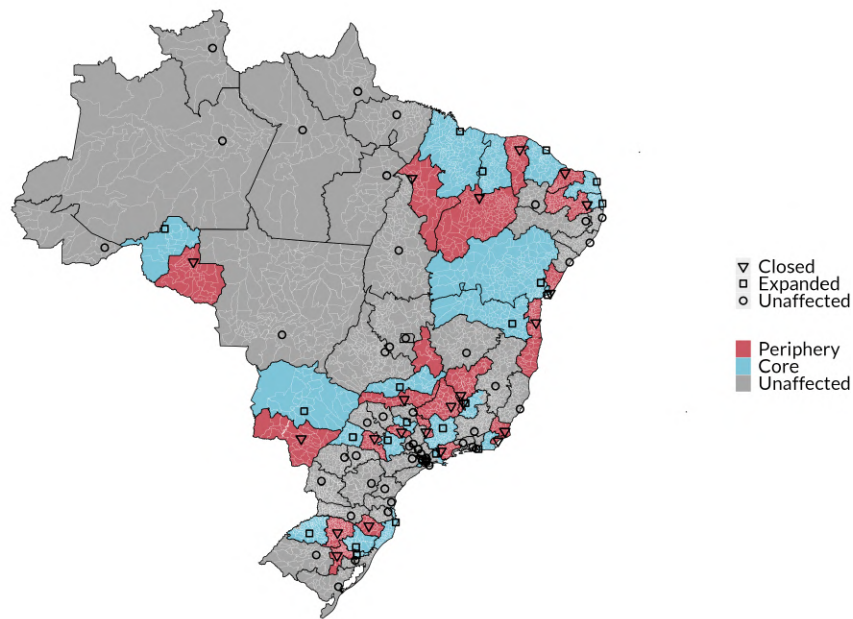 Closed
Expanded
Unaffected
Periphery
Core
Unaffected